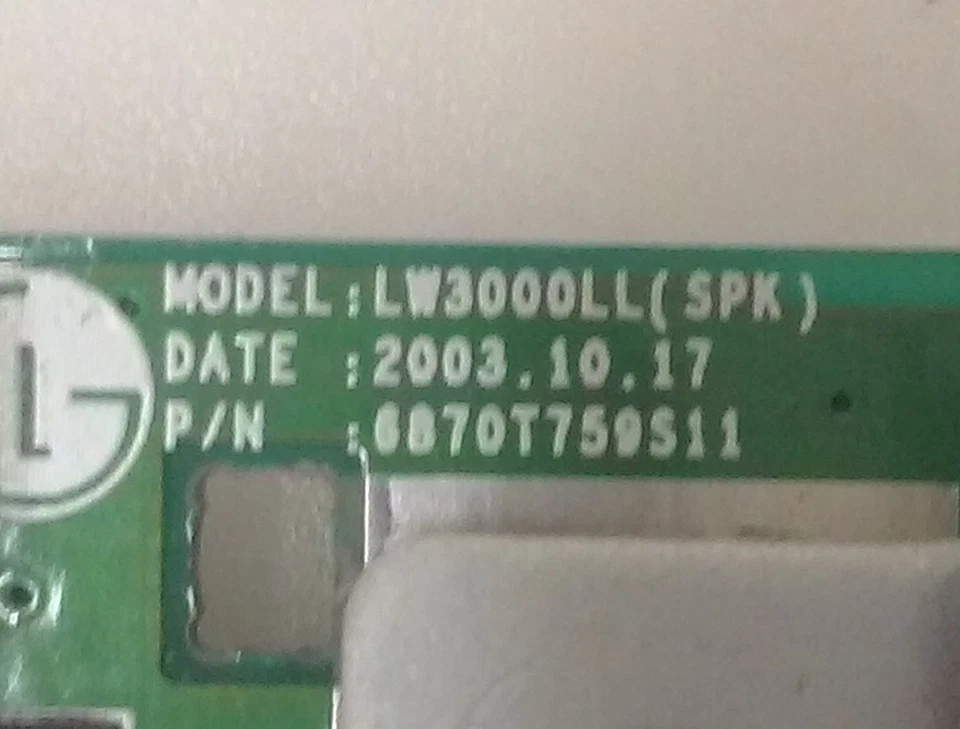 MODEL:LW3000LL(SPK)
DATE :2003.10.17
P/N :6870T759S11